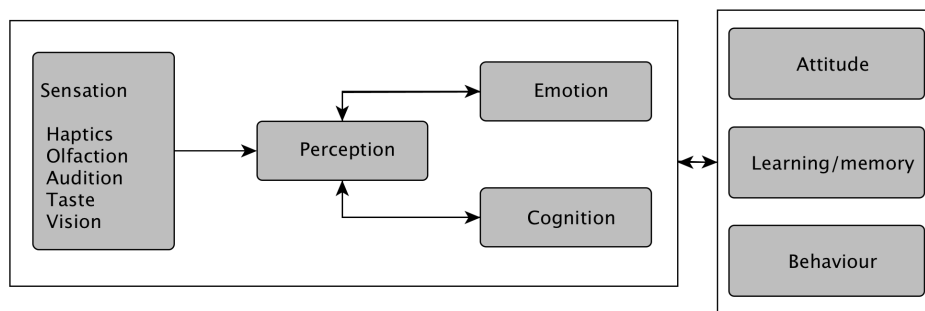 Sensation
Haptics
Olfaction
Audition
Taste
Vision
Perception
Emotion
Cognition
Attitude
Learning/memory
Behaviour